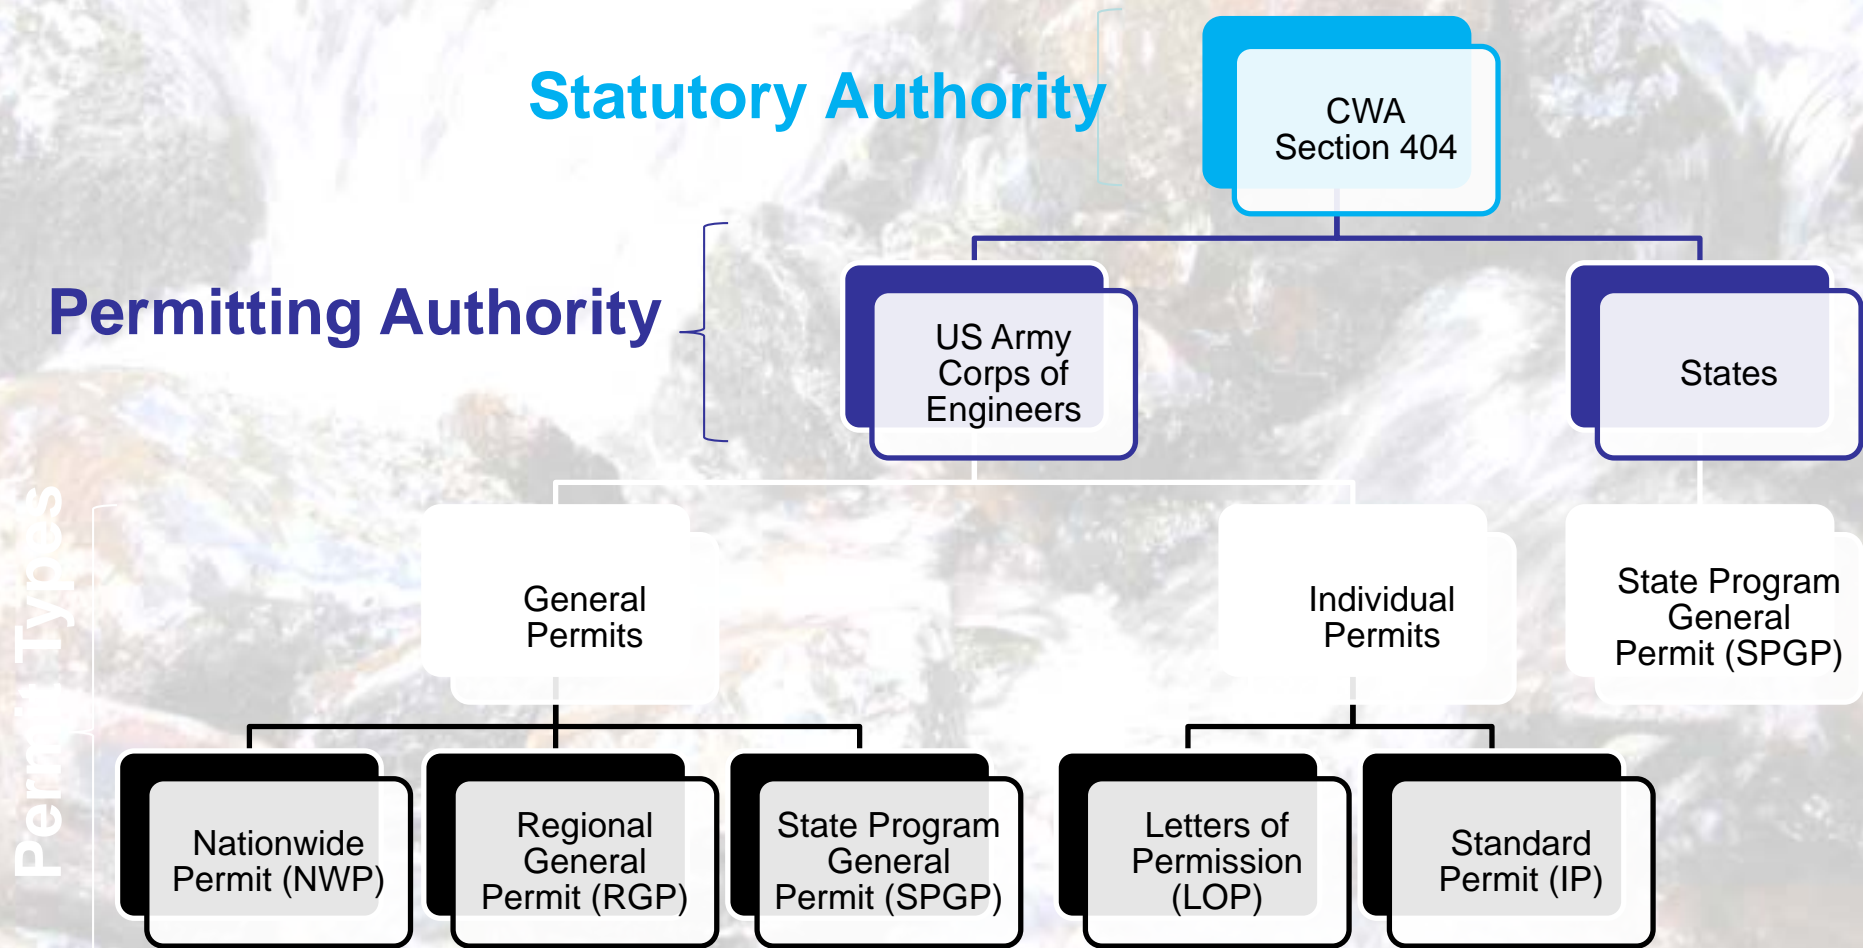 Statutory Authority
CWA
Section 404
Permitting Authority
US Army
Corps of
Engineers
States
Permit Types
General
Permits
Individual
Permits
State Program
General
Permit (SPGP)
Nationwide
Permit (NWP)
Regional
General
Permit (RGP)
State Program
General
Permit (SPGP)
Letters of
Permission
(LOP)
Standard
Permit (IP)